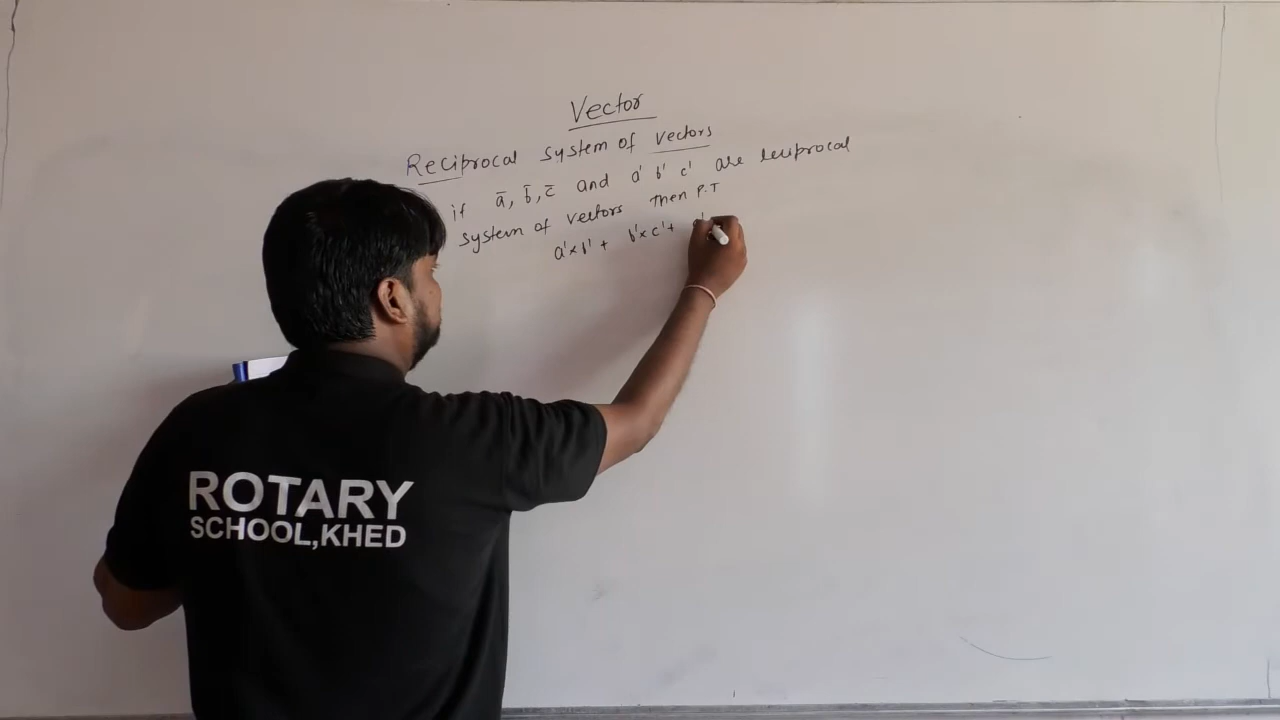 Vector
Reciprocal system of vectors
if a̅, b̅, c̅ and a' b' c' are reciprocal
system of vectors then P.T
a'×b' + b'×c' +
ROTARY
SCHOOL,KHED